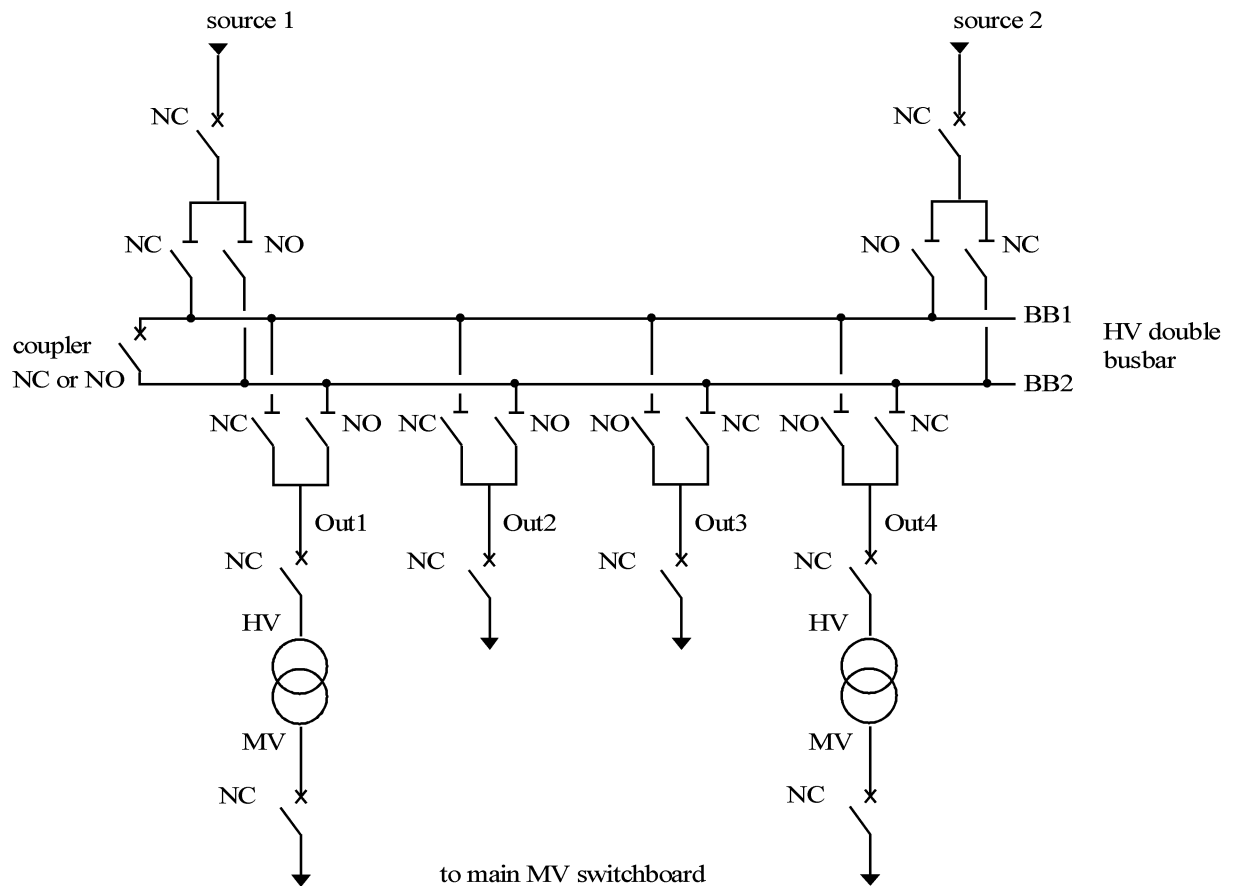 source 1
source 2
NC
NC
NC
NO
NO
NC
BB1
HV double
busbar
coupler
NC or NO
BB2
NC
NO
NC
NO
NO
NC
NO
NC
Out1
Out2
Out3
Out4
NC
NC
NC
NC
HV
HV
MV
MV
NC
NC
to main MV switchboard